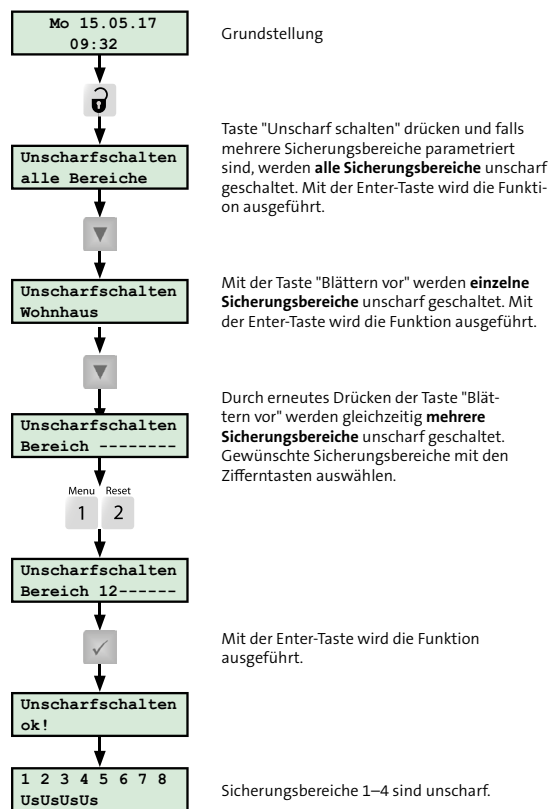 Mo 15.05.17
09:32
Grundstellung
Unscharfschalten
alle Bereiche
Taste "Unscharf schalten" drücken und falls
mehrere Sicherungsbereiche parametriert
sind, werden alle Sicherungsbereiche unscharf
geschaltet. Mit der Enter-Taste wird die Funkti-
on ausgeführt.
Unscharfschalten
Wohnhaus
Mit der Taste "Blättern vor" werden einzelne
Sicherungsbereiche unscharf geschaltet. Mit
der Enter-Taste wird die Funktion ausgeführt.
Unscharfschalten
Bereich --------
Durch erneutes Drücken der Taste "Blät-
tern vor" werden gleichzeitig mehrere
Sicherungsbereiche unscharf geschaltet.
Gewünschte Sicherungsbereiche mit den
Zifferntasten auswählen.
Menu Reset
1 2
Unscharfschalten
Bereich 12------
Mit der Enter-Taste wird die Funktion
ausgeführt.
Unscharfschalten
ok!
1 2 3 4 5 6 7 8
UsUsUsUs
Sicherungsbereiche 1–4 sind unscharf.